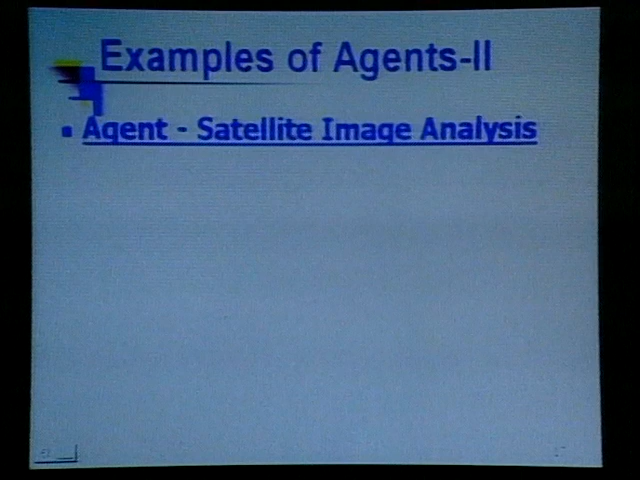 Examples of Agents-II
Agent - Satellite Image Analysis